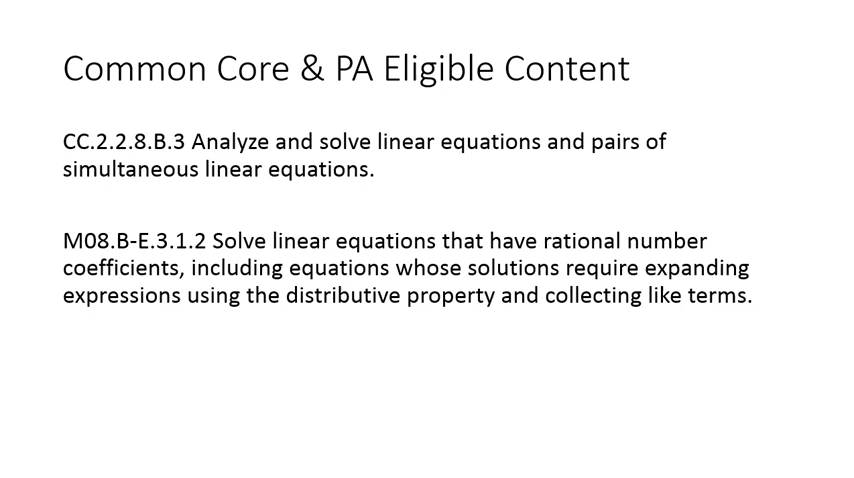 Common Core & PA Eligible Content
CC.2.2.8.B.3 Analyze and solve linear equations and pairs of
simultaneous linear equations.
M08.B-E.3.1.2 Solve linear equations that have rational number
coefficients, including equations whose solutions require expanding
expressions using the distributive property and collecting like terms.